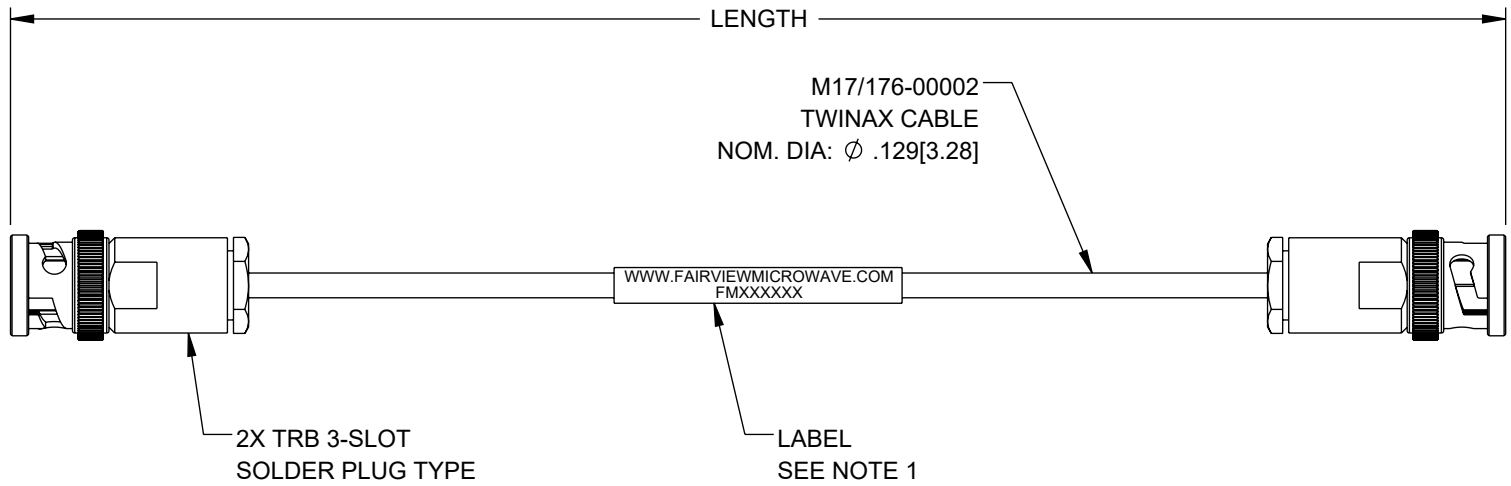 LENGTH
M17/176-00002
TWINAX CABLE
NOM. DIA: ∅ .129[3.28]
WWW.FAIRVIEWMICROWAVE.COM
FMXXXXXX
2X TRB 3-SLOT
SOLDER PLUG TYPE
LABEL
SEE NOTE 1